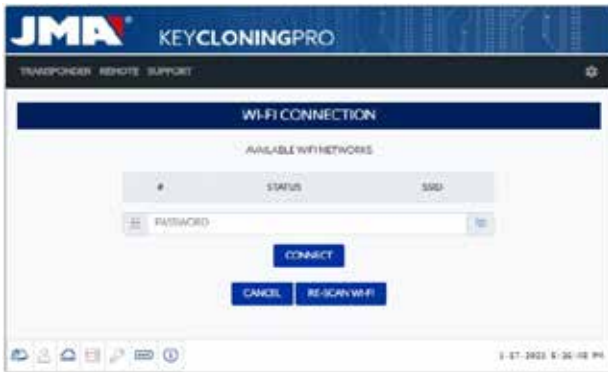 JMA KEYCLONINGPRO
TRANSPONDER REMOTE SUPPORT
WI-FI CONNECTION
AVAILABLE WIFI NETWORKS
# STATUS SSID
PASSWORD
CONNECT
CANCEL RE-SCAN WI-FI